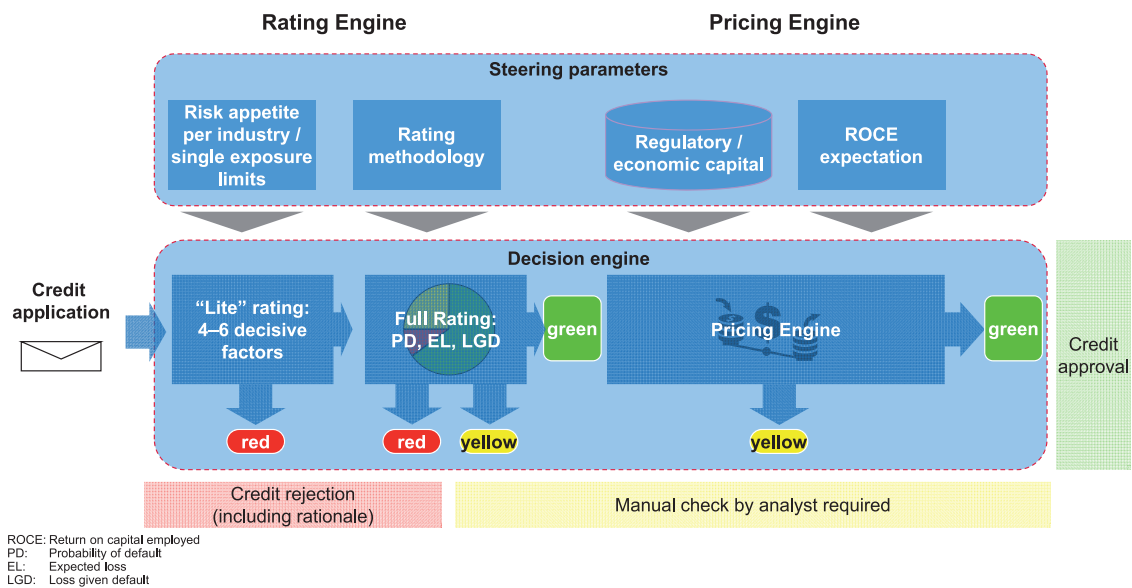 Rating Engine
Pricing Engine
Steering parameters
Risk appetite
per industry /
single exposure
limits
Rating
methodology
Regulatory /
economic capital
ROCE
expectation
Decision engine
Credit
application
“Lite” rating:
4–6 decisive
factors
Full Rating:
PD, EL, LGD
green
Pricing Engine
green
Credit
approval
red
red
yellow
yellow
Credit rejection
(including rationale)
Manual check by analyst required
ROCE: Return on capital employed
PD: Probability of default
EL: Expected loss
LGD: Loss given default